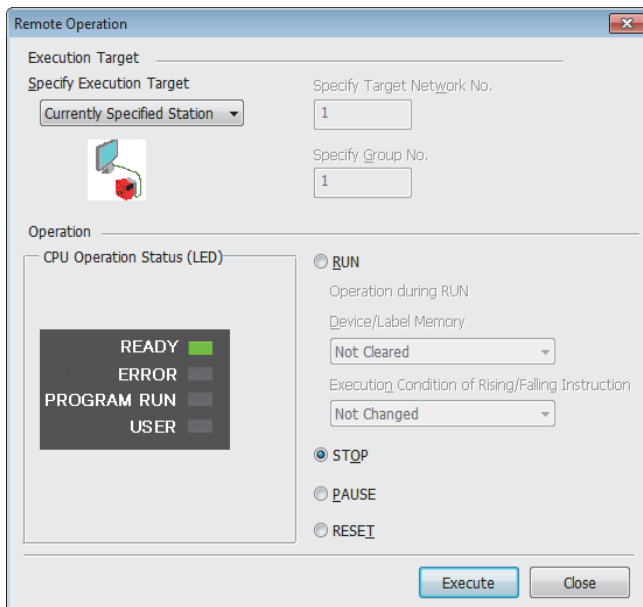 Remote Operation
Execution Target
Specify Execution Target
Currently Specified Station
Specify Target Network No.
1
Specify Group No.
1
Operation
CPU Operation Status (LED)
READY
ERROR
PROGRAM RUN
USER
RUN
Operation during RUN
Device/Label Memory
Not Cleared
Execution Condition of Rising/Falling Instruction
Not Changed
STOP
PAUSE
RESET
Execute
Close